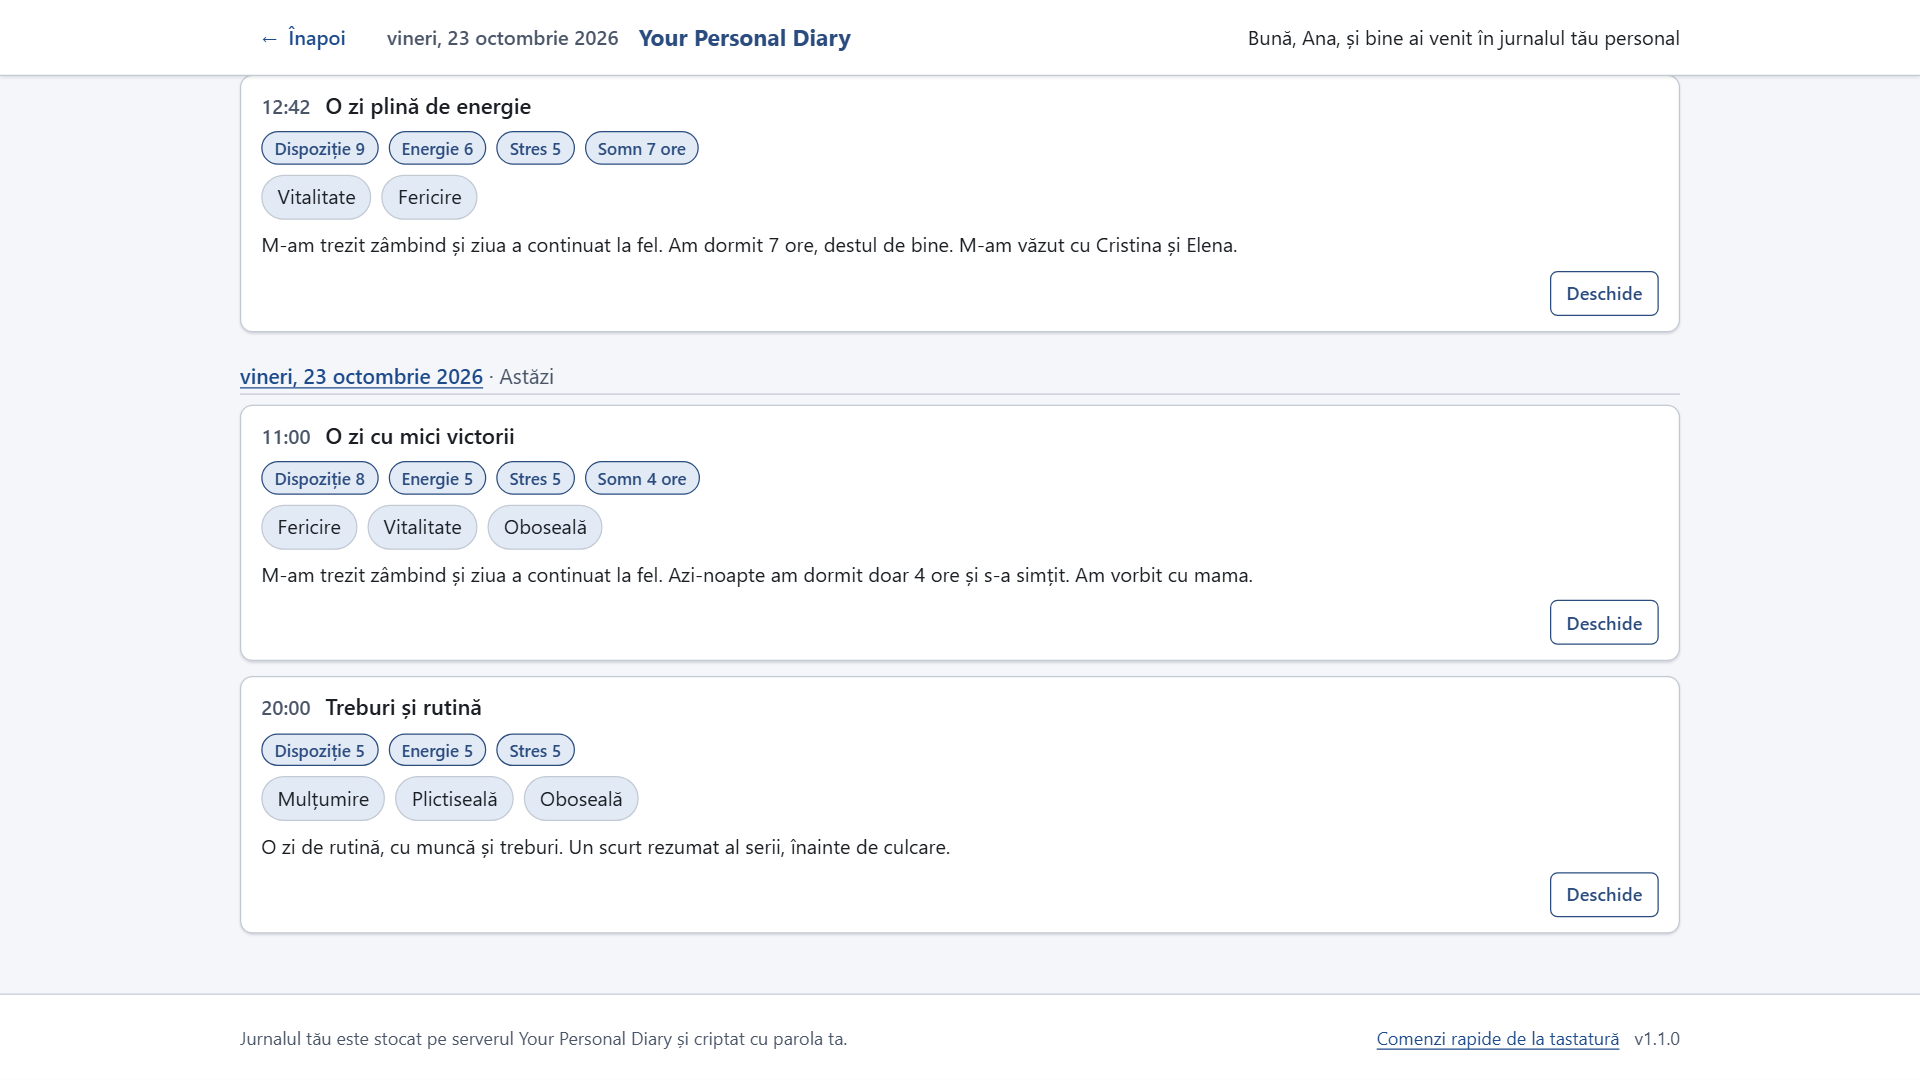 ← Înapoi vineri, 23 octombrie 2026 Your Personal Diary Bună, Ana, și bine ai venit în jurnalul tău personal
12:42 O zi plină de energie
Dispoziție 9 Energie 6 Stres 5 Somn 7 ore
Vitalitate Fericire
M-am trezit zâmbind și ziua a continuat la fel. Am dormit 7 ore, destul de bine. M-am văzut cu Cristina și Elena.
Deschide
vineri, 23 octombrie 2026 · Astăzi
11:00 O zi cu mici victorii
Dispoziție 8 Energie 5 Stres 5 Somn 4 ore
Fericire Vitalitate Oboseală
M-am trezit zâmbind și ziua a continuat la fel. Azi-noapte am dormit doar 4 ore și s-a simțit. Am vorbit cu mama.
Deschide
20:00 Treburi și rutină
Dispoziție 5 Energie 5 Stres 5
Mulțumire Plictiseală Oboseală
O zi de rutină, cu muncă și treburi. Un scurt rezumat al serii, înainte de culcare.
Deschide
Jurnalul tău este stocat pe serverul Your Personal Diary și criptat cu parola ta. Comenzi rapide de la tastatură v1.1.0